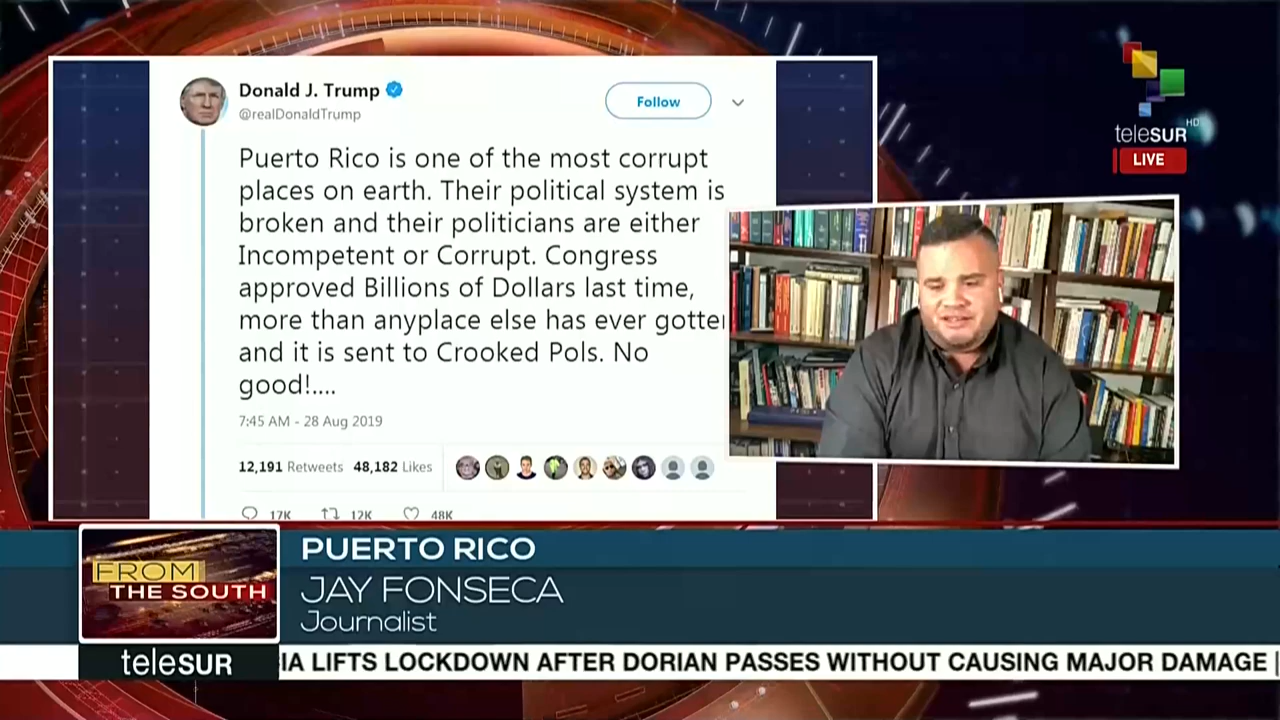 Donald J. Trump
@realDonaldTrump
Follow
Puerto Rico is one of the most corrupt
places on earth. Their political system is
broken and their politicians are either
Incompetent or Corrupt. Congress
approved Billions of Dollars last time,
more than anyplace else has ever gotten
and it is sent to Crooked Pols. No
good!....
7:45 AM - 28 Aug 2019
12,191 Retweets 48,182 Likes
17K 12K 48K
teleSUR HD
LIVE
FROM
THE SOUTH
PUERTO RICO
JAY FONSECA
Journalist
teleSUR
IA LIFTS LOCKDOWN AFTER DORIAN PASSES WITHOUT CAUSING MAJOR DAMAGE |